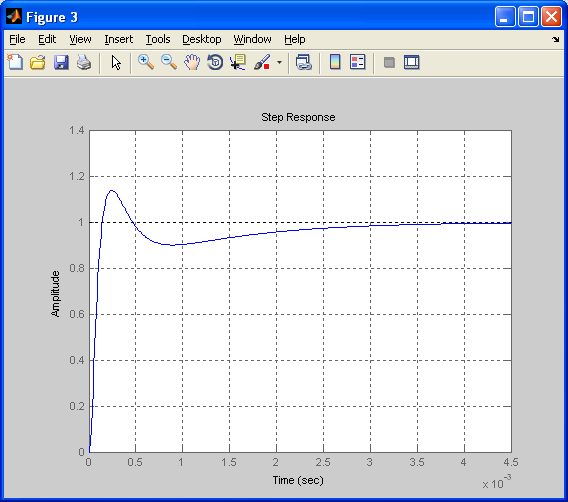 Figure 3
File Edit View Insert Tools Desktop Window Help
Step Response
1.4
1.2
1
0.8
0.6
0.4
0.2
0
Amplitude
0 0.5 1 1.5 2 2.5 3 3.5 4 4.5
Time (sec)
x 10^-3